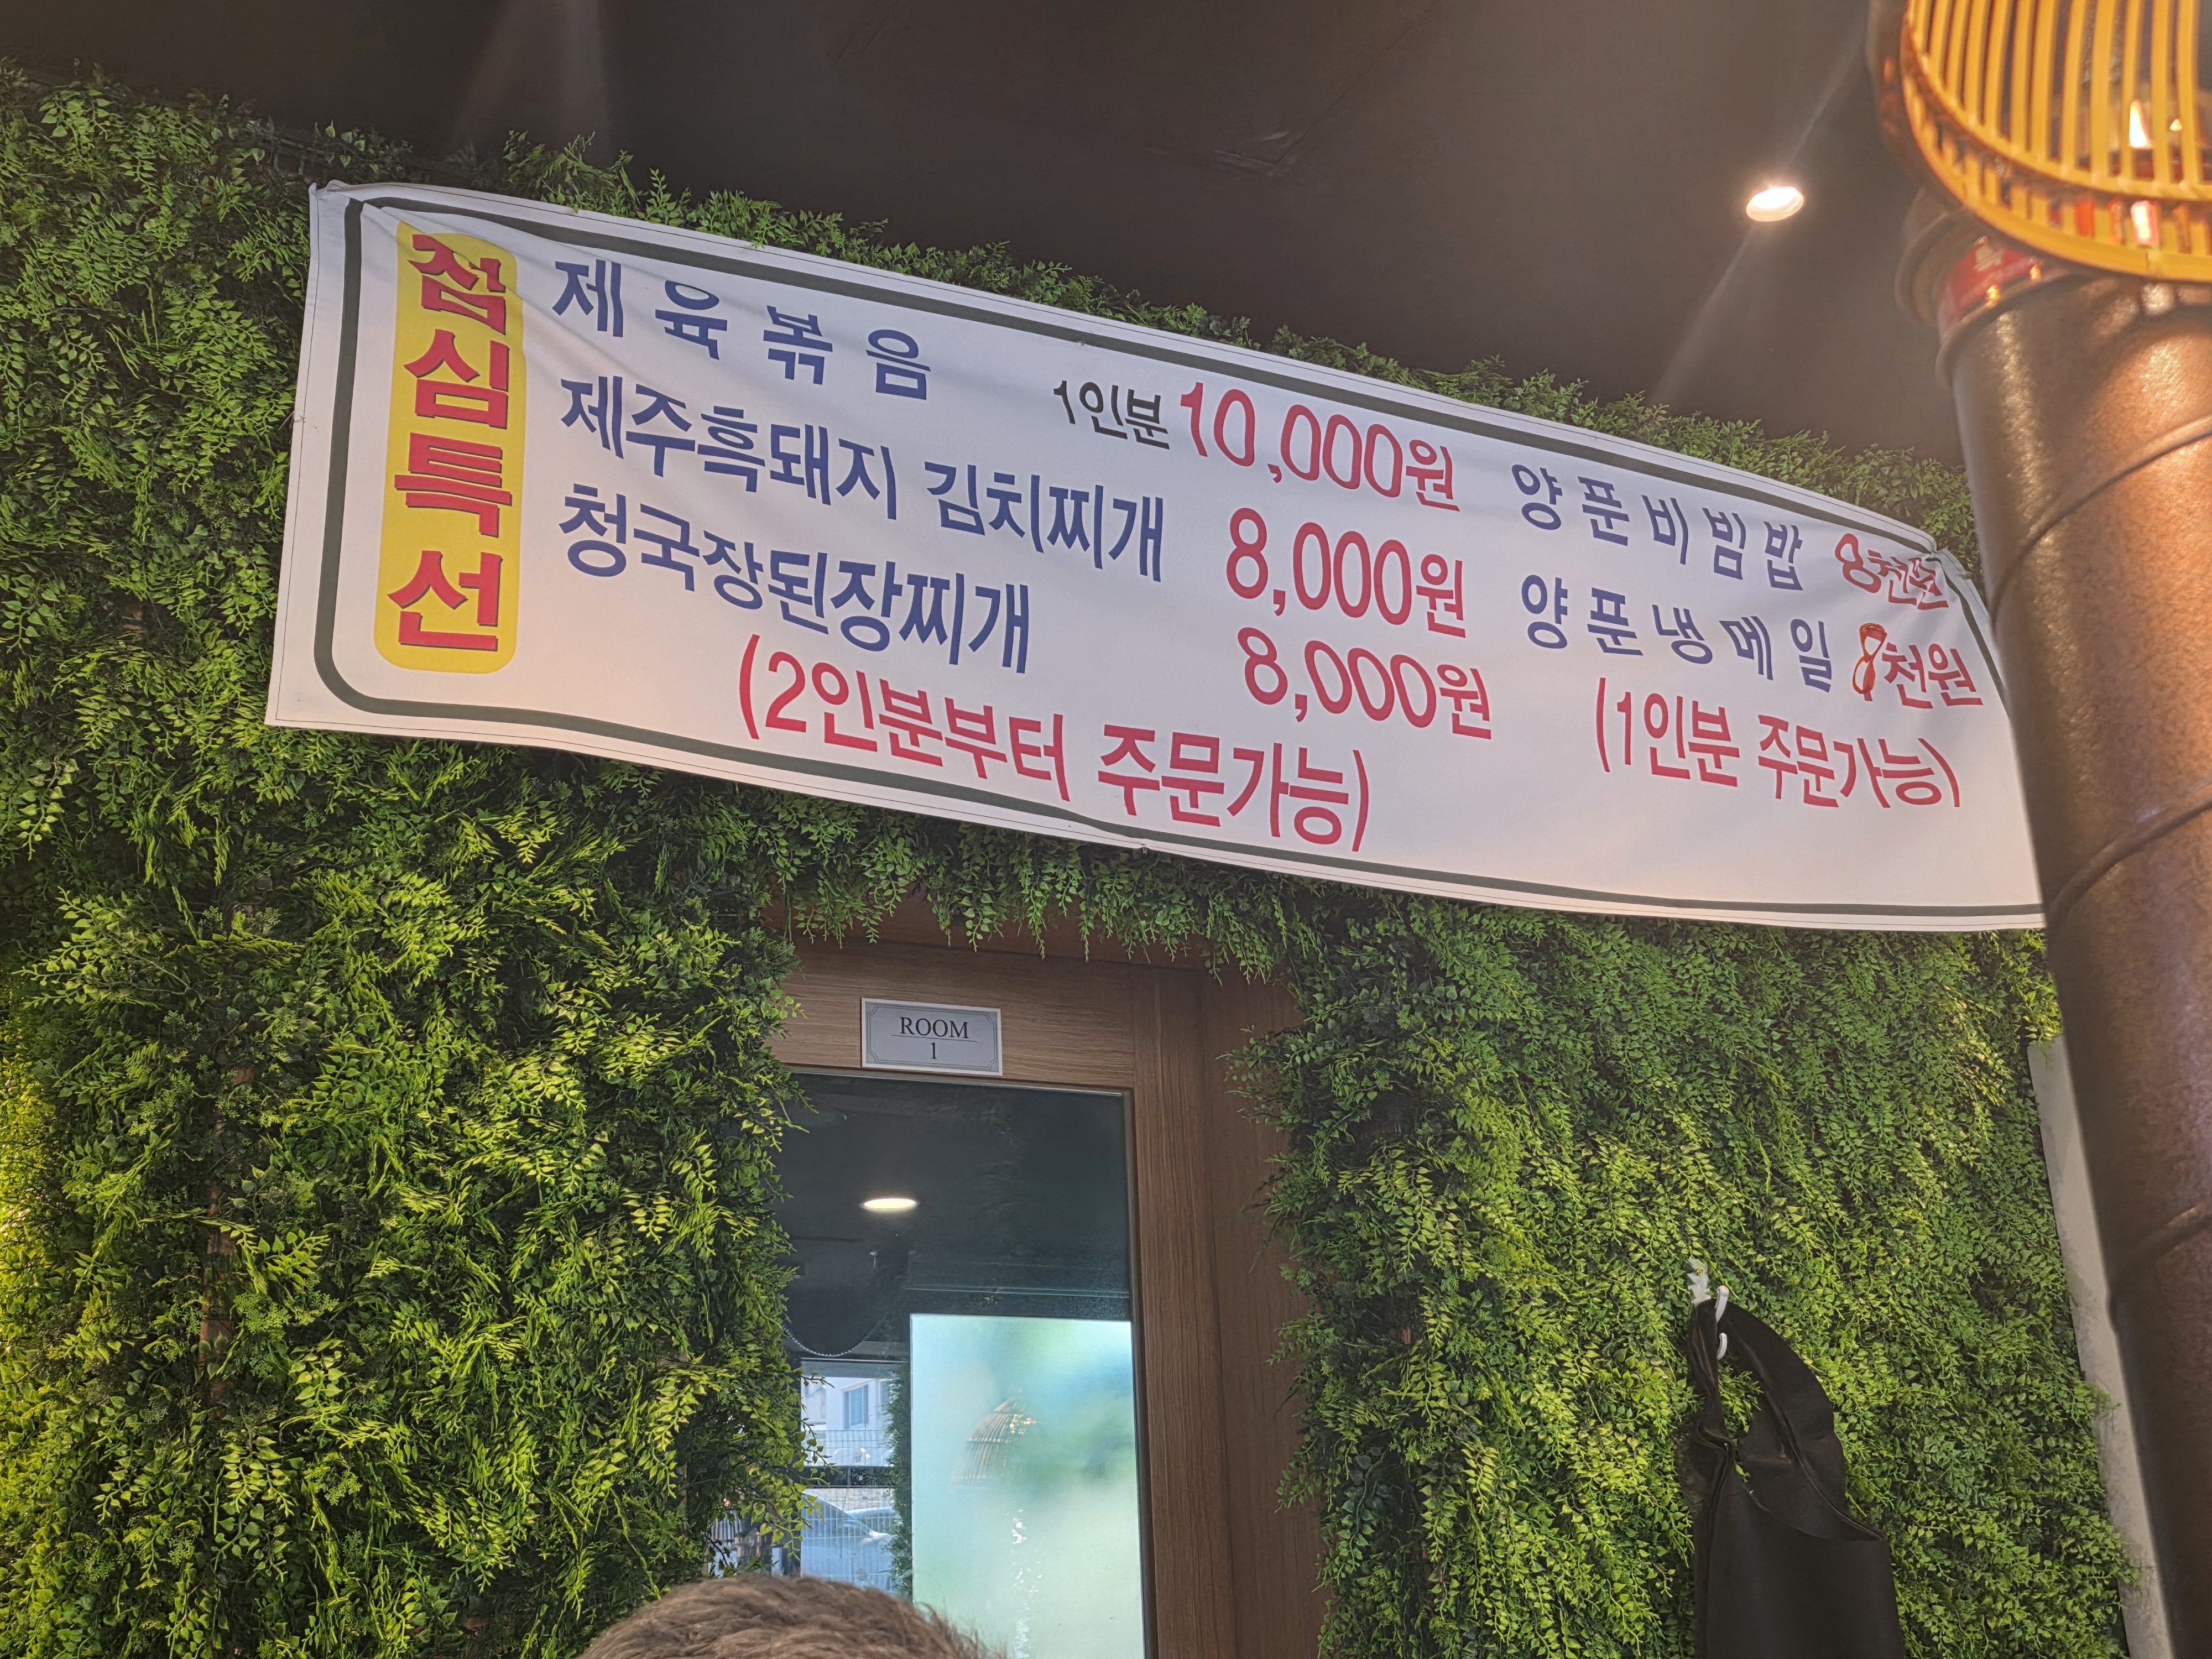 점심특선
제육볶음 1인분 10,000원
제주흑돼지 김치찌개 8,000원
청국장된장찌개 8,000원
(2인분부터 주문가능)
양푼비빔밥 8천원
양푼냉메밀 8천원
(1인분 주문가능)
ROOM
1